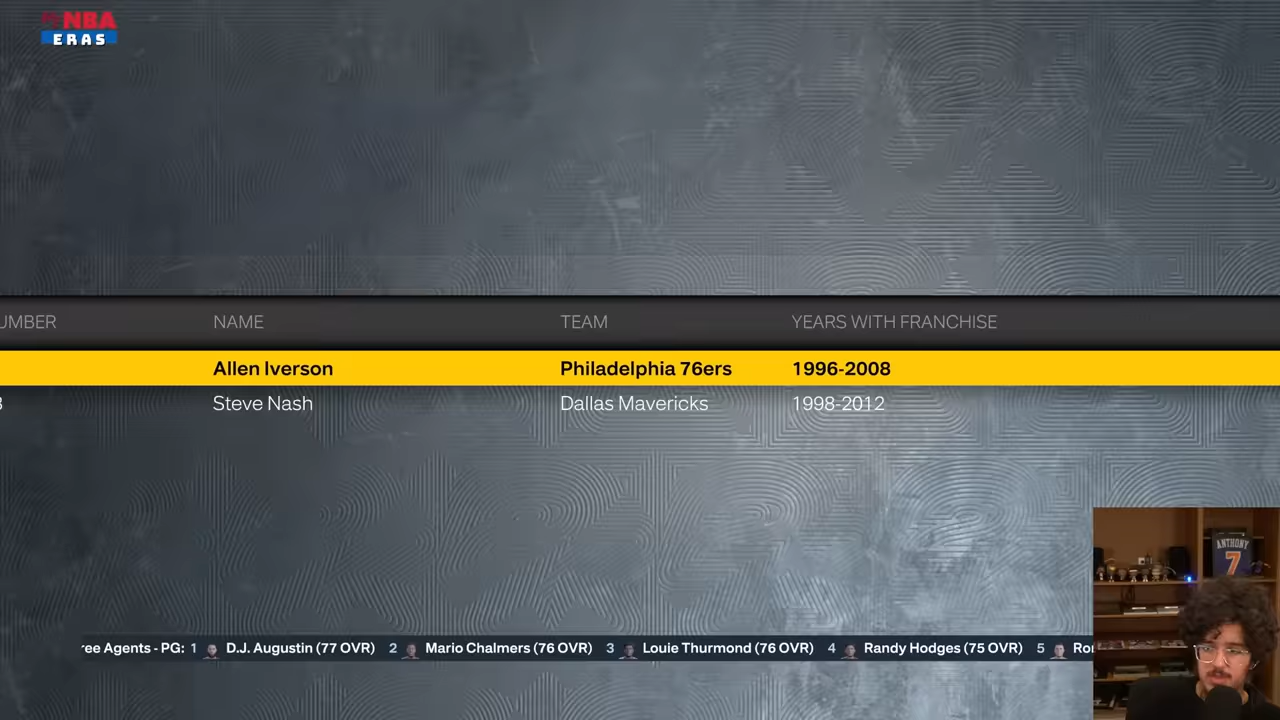 NBA
ERAS
NAME TEAM YEARS WITH FRANCHISE
Allen Iverson Philadelphia 76ers 1996-2008
Steve Nash Dallas Mavericks 1998-2012
ANTHONY
7
Agents - PG: 1 D.J. Augustin (77 OVR) 2 Mario Chalmers (76 OVR) 3 Louie Thurmond (76 OVR) 4 Randy Hodges (75 OVR) 5